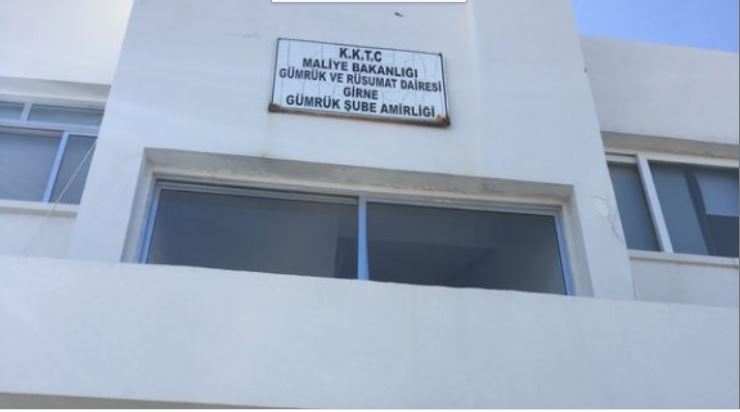 K.K.T.C
MALİYE BAKANLIĞI
GÜMRÜK VE RÜSUMAT DAİRESİ
GİRNE
GÜMRÜK ŞUBE AMİRLİĞİ